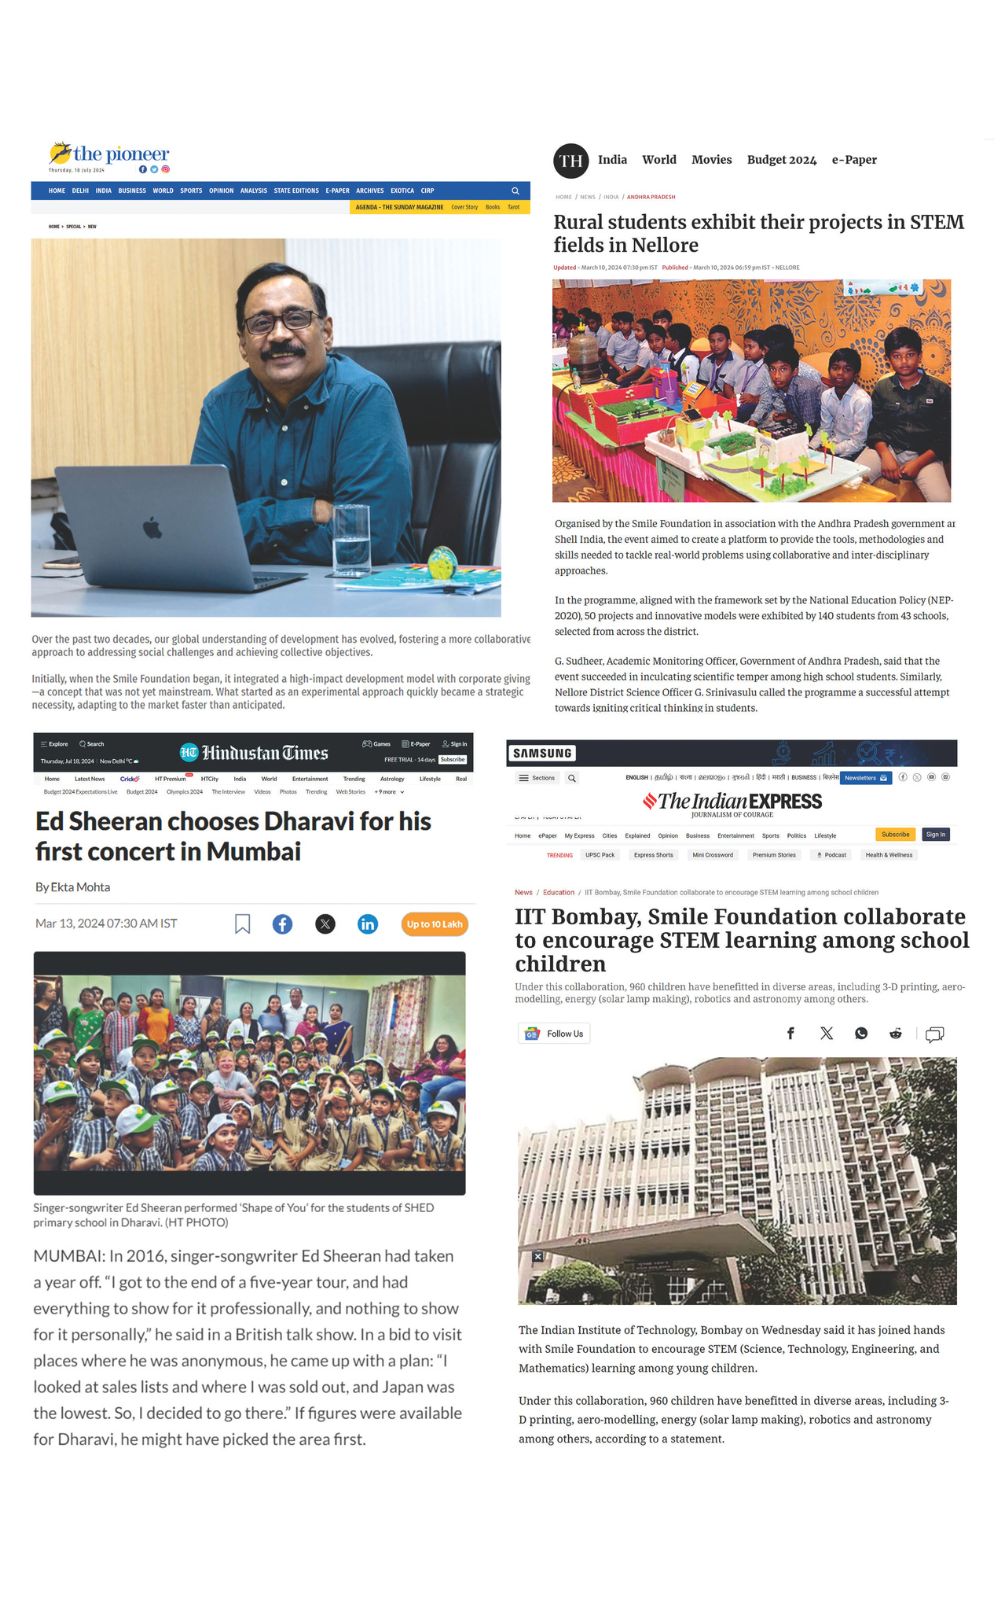 the pioneer
Thursday, 18 July 2024
HOME DELHI INDIA BUSINESS WORLD SPORTS OPINION ANALYSIS STATE EDITIONS E-PAPER ARCHIVES EXOTICA CIRP
AGENDA - THE SUNDAY MAGAZINE Cover Story Books Tarot
HOME > SPECIAL > NEW
Over the past two decades, our global understanding of development has evolved, fostering a more collaborative
approach to addressing social challenges and achieving collective objectives.
Initially, when the Smile Foundation began, it integrated a high-impact development model with corporate giving
—a concept that was not yet mainstream. What started as an experimental approach quickly became a strategic
necessity, adapting to the market faster than anticipated.
TH India World Movies Budget 2024 e-Paper
HOME / NEWS / INDIA / ANDHRA PRADESH
Rural students exhibit their projects in STEM
fields in Nellore
Updated - March 10, 2024 07:30 pm IST Published - March 10, 2024 06:59 pm IST - NELLORE
Organised by the Smile Foundation in association with the Andhra Pradesh government ar
Shell India, the event aimed to create a platform to provide the tools, methodologies and
skills needed to tackle real-world problems using collaborative and inter-disciplinary
approaches.
In the programme, aligned with the framework set by the National Education Policy (NEP-
2020), 50 projects and innovative models were exhibited by 140 students from 43 schools,
selected from across the district.
G. Sudheer, Academic Monitoring Officer, Government of Andhra Pradesh, said that the
event succeeded in inculcating scientific temper among high school students. Similarly,
Nellore District Science Officer G. Srinivasulu called the programme a successful attempt
towards igniting critical thinking in students.
Explore Search
HT Hindustan Times
Games E-Paper Sign in
Thursday, Jul 18, 2024 New Delhi °C
FREE TRIAL - 14 days Subscribe
Home Latest News Cricket HT Premium HTCity India World Entertainment Trending Astrology Lifestyle Real
Budget 2024 Expectations Live Budget 2024 Olympics 2024 The Interview Videos Photos Trending Web Stories + 9 more
Ed Sheeran chooses Dharavi for his
first concert in Mumbai
By Ekta Mohta
Mar 13, 2024 07:30 AM IST
Up to 10 Lakh
Singer-songwriter Ed Sheeran performed 'Shape of You' for the students of SHED
primary school in Dharavi. (HT PHOTO)
MUMBAI: In 2016, singer-songwriter Ed Sheeran had taken
a year off. “I got to the end of a five-year tour, and had
everything to show for it professionally, and nothing to show
for it personally,” he said in a British talk show. In a bid to visit
places where he was anonymous, he came up with a plan: “I
looked at sales lists and where I was sold out, and Japan was
the lowest. So, I decided to go there.” If figures were available
for Dharavi, he might have picked the area first.
SAMSUNG
Sections
ENGLISH | தமிழ் | বাংলা | മലയാളം | ગુજરાતી | हिंदी | मराठी | BUSINESS | बिज़नेस Newsletters
The Indian EXPRESS
JOURNALISM OF COURAGE
Home ePaper My Express Cities Explained Opinion Business Entertainment Sports Politics Lifestyle Subscribe Sign In
TRENDING UPSC Pack Express Shorts Mini Crossword Premium Stories Podcast Health & Wellness
News / Education / IIT Bombay, Smile Foundation collaborate to encourage STEM learning among school children
IIT Bombay, Smile Foundation collaborate
to encourage STEM learning among school
children
Under this collaboration, 960 children have benefitted in diverse areas, including 3-D printing, aero-
modelling, energy (solar lamp making), robotics and astronomy among others.
Follow Us
The Indian Institute of Technology, Bombay on Wednesday said it has joined hands
with Smile Foundation to encourage STEM (Science, Technology, Engineering, and
Mathematics) learning among young children.
Under this collaboration, 960 children have benefitted in diverse areas, including 3-
D printing, aero-modelling, energy (solar lamp making), robotics and astronomy
among others, according to a statement.